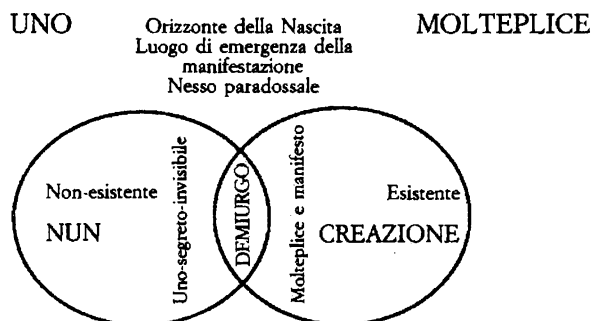 UNO
Orizzonte della Nascita
Luogo di emergenza della
manifestazione
Nesso paradossale
MOLTEPLICE
Non-esistente
NUN
Uno-segreto-invisibile
DEMIURGO
Molteplice e manifesto
Esistente
CREAZIONE